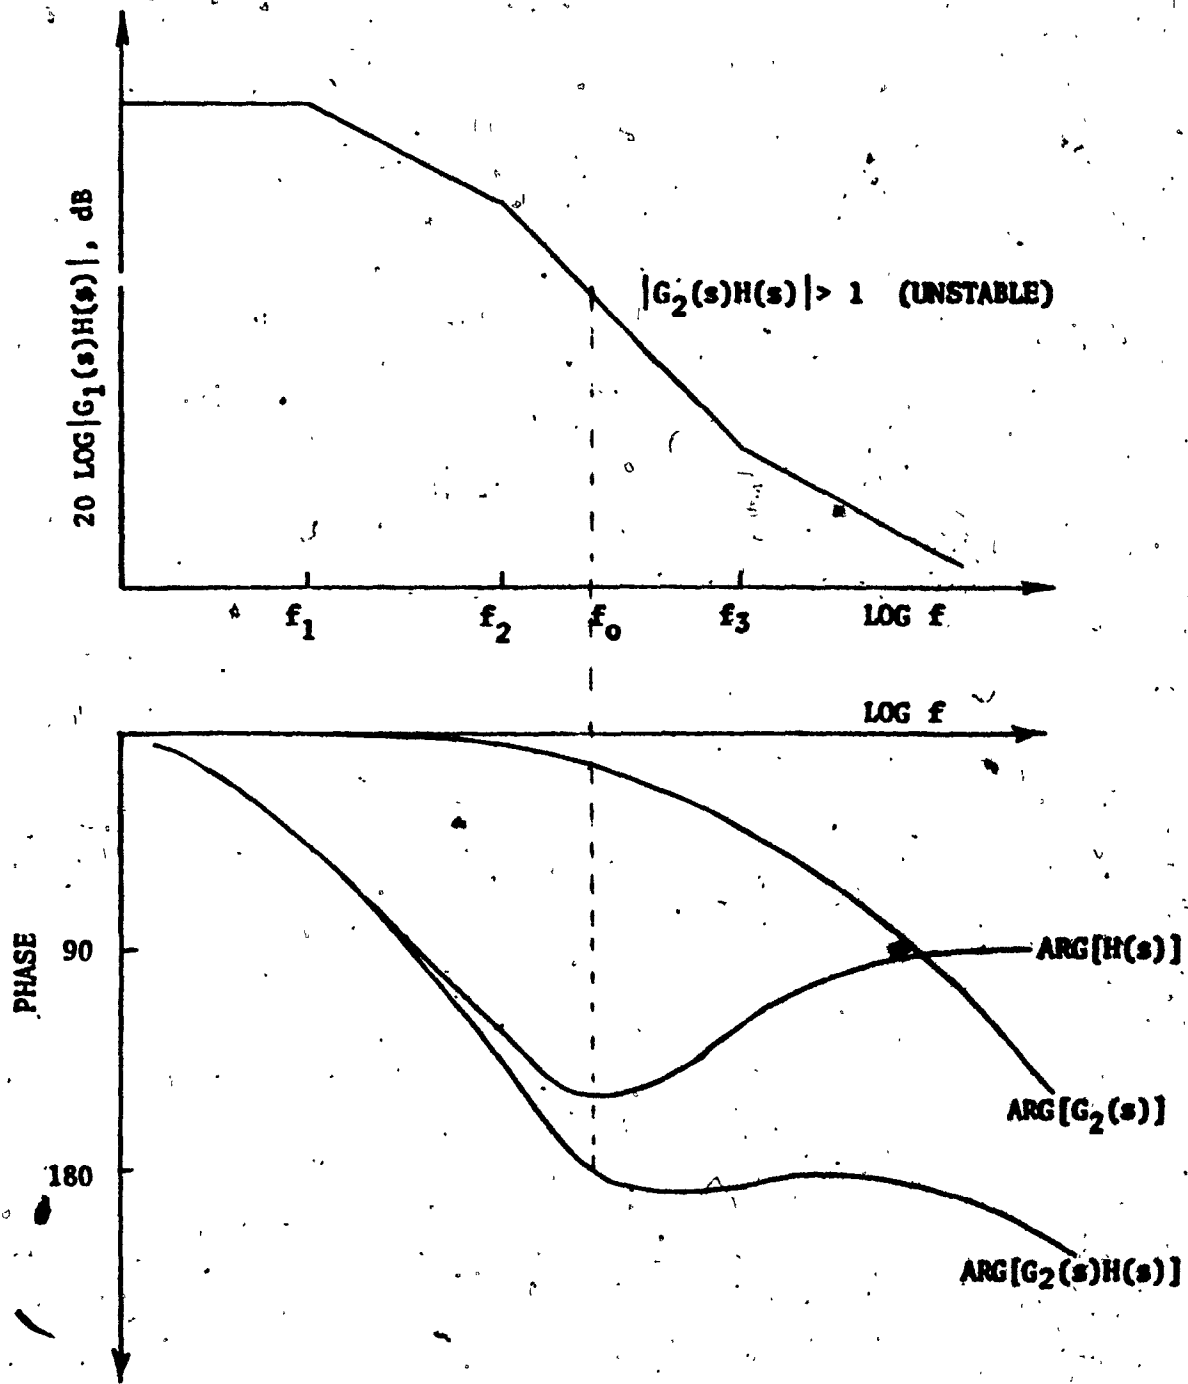 20 LOG|G1(s)H(s)|, dB
|G2(s)H(s)|> 1 (UNSTABLE)
f1 f2 fo f3 LOG f
LOG f
PHASE
90
ARG[H(s)]
ARG[G2(s)]
180
ARG[G2(s)H(s)]